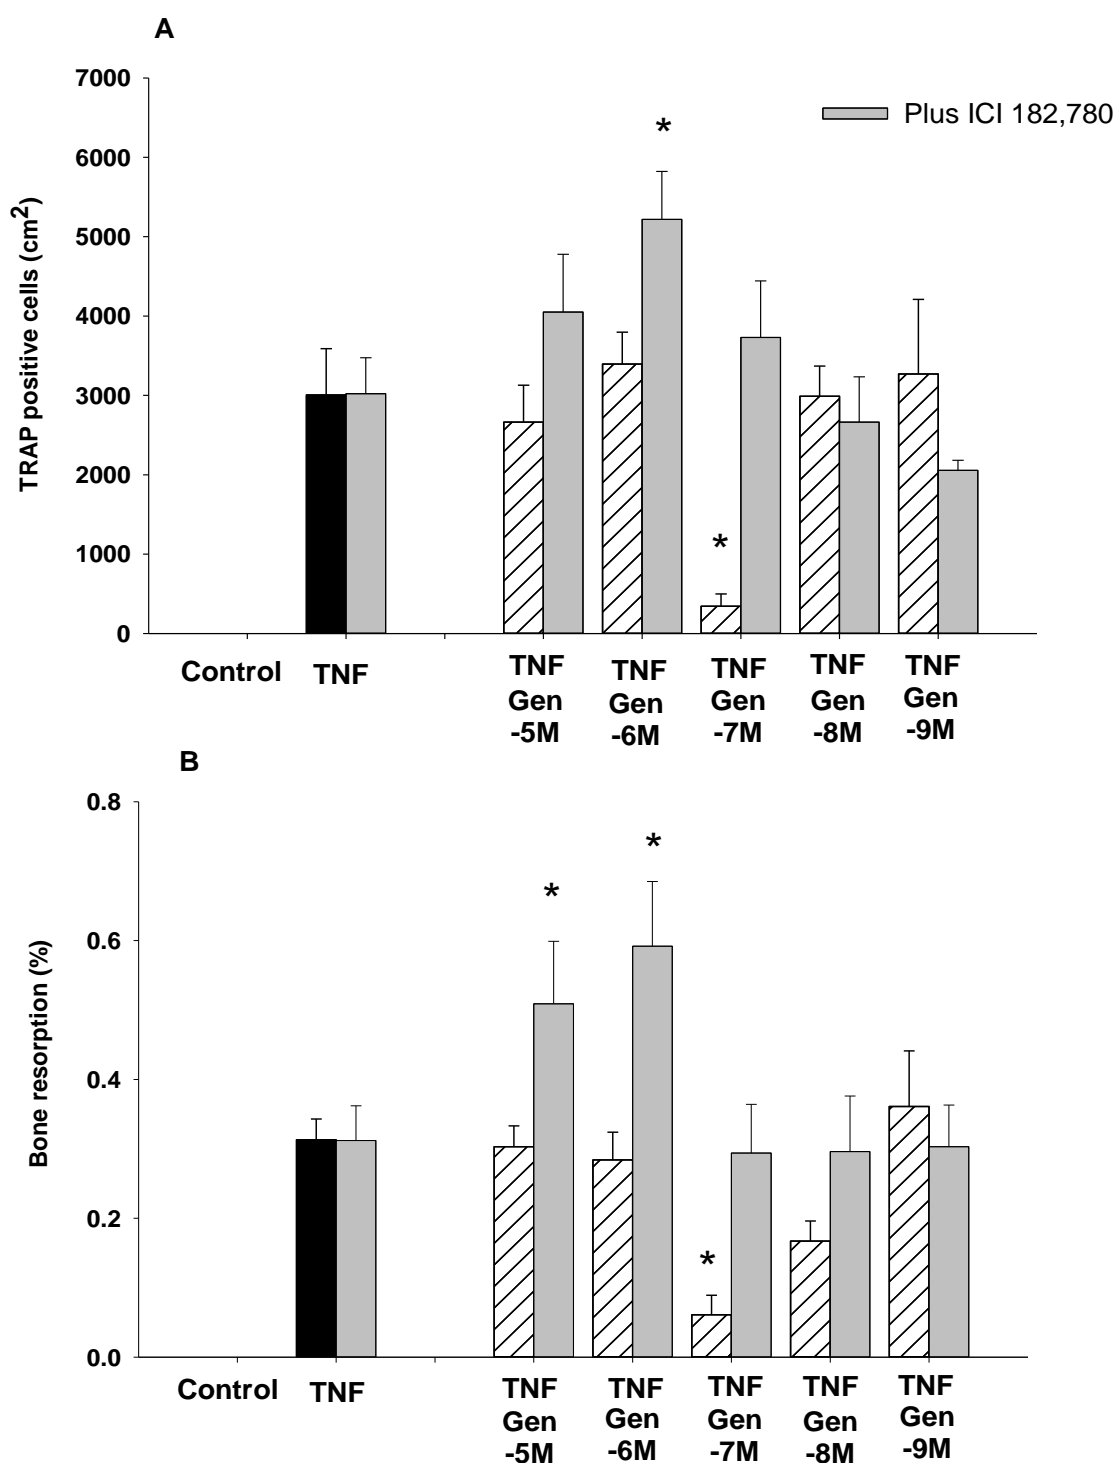 A
7000
6000
5000
4000
3000
2000
1000
0
TRAP positive cells (cm2)
Plus ICI 182,780
*
*
Control
TNF
TNF
Gen
-5M
TNF
Gen
-6M
TNF
Gen
-7M
TNF
Gen
-8M
TNF
Gen
-9M
B
0.8
0.6
0.4
0.2
0.0
Bone resorption (%)
*
*
*
Control
TNF
TNF
Gen
-5M
TNF
Gen
-6M
TNF
Gen
-7M
TNF
Gen
-8M
TNF
Gen
-9M